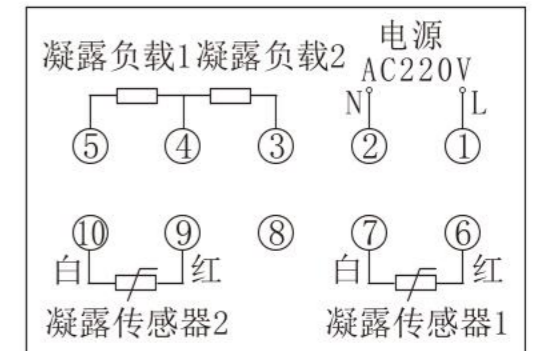 凝露负载1 凝露负载2 电源
AC220V
N L
⑤ ④ ③ ② ①
⑩ ⑨ ⑧ ⑦ ⑥
白 红 白 红
凝露传感器2 凝露传感器1